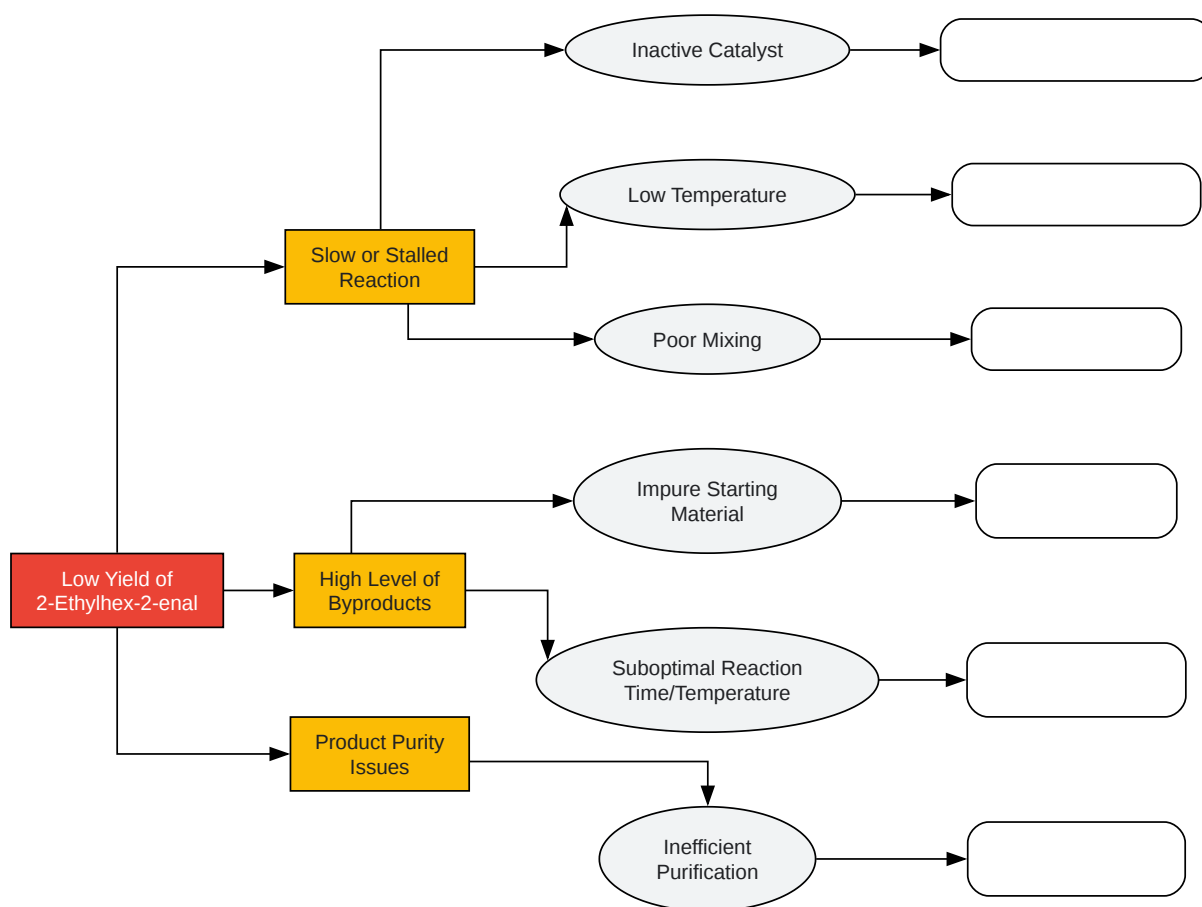 Inactive Catalyst
Low Temperature
Slow or Stalled
Reaction
Poor Mixing
Impure Starting
Material
Low Yield of
2-Ethylhex-2-enal
High Level of
Byproducts
Suboptimal Reaction
Time/Temperature
Product Purity
Issues
Inefficient
Purification